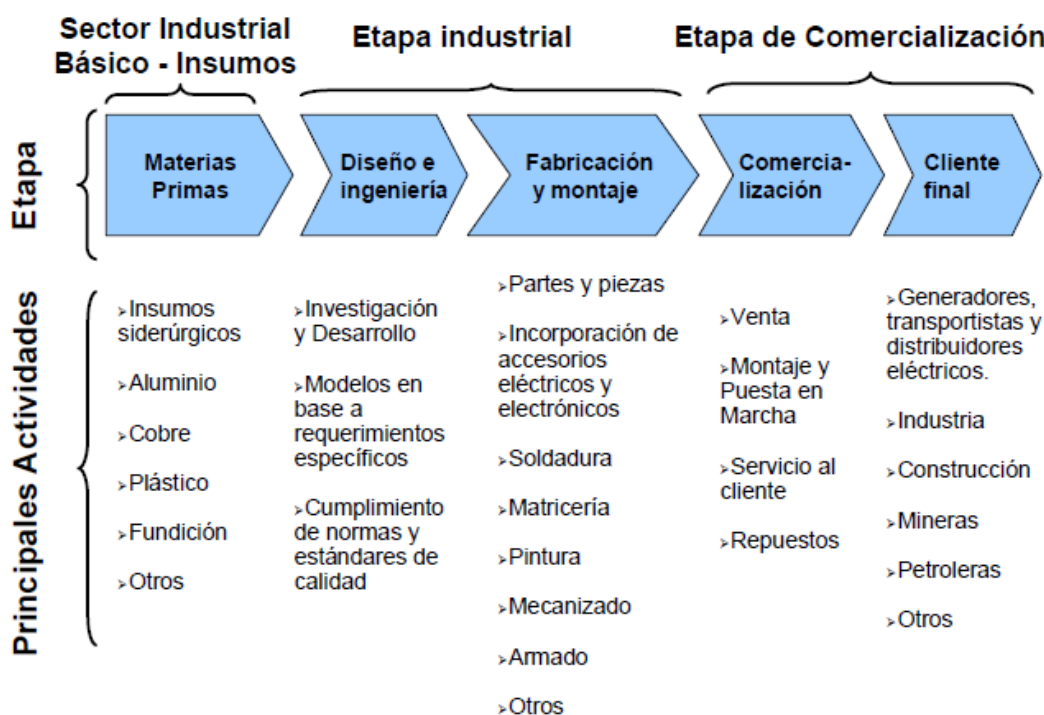 Sector Industrial
Básico - Insumos
Etapa industrial
Etapa de Comercialización
Etapa
Materias
Primas
Diseño e
ingeniería
Fabricación
y montaje
Comercia-
lización
Cliente
final
Principales Actividades
➢Insumos
siderúrgicos
➢Aluminio
➢Cobre
➢Plástico
➢Fundición
➢Otros
➢Investigación
y Desarrollo
➢Modelos en
base a
requerimientos
específicos
➢Cumplimiento
de normas y
estándares de
calidad
➢Partes y piezas
➢Incorporación de
accesorios
eléctricos y
electrónicos
➢Soldadura
➢Matricería
➢Pintura
➢Mecanizado
➢Armado
➢Otros
➢Venta
➢Montaje y
Puesta en
Marcha
➢Servicio al
cliente
➢Repuestos
➢Generadores,
transportistas y
distribuidores
eléctricos.
➢Industria
➢Construcción
➢Mineras
➢Petroleras
➢Otros